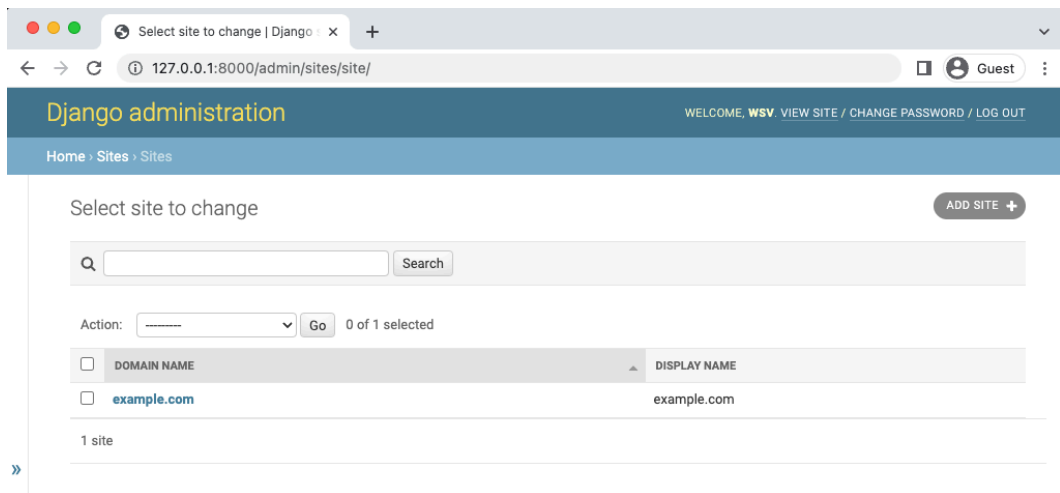 Select site to change | Django s
127.0.0.1:8000/admin/sites/site/
Guest
Django administration
WELCOME, WSV. VIEW SITE / CHANGE PASSWORD / LOG OUT
Home › Sites › Sites
Select site to change
ADD SITE +
Search
Action: --------- Go 0 of 1 selected
DOMAIN NAME DISPLAY NAME
example.com example.com
1 site
»